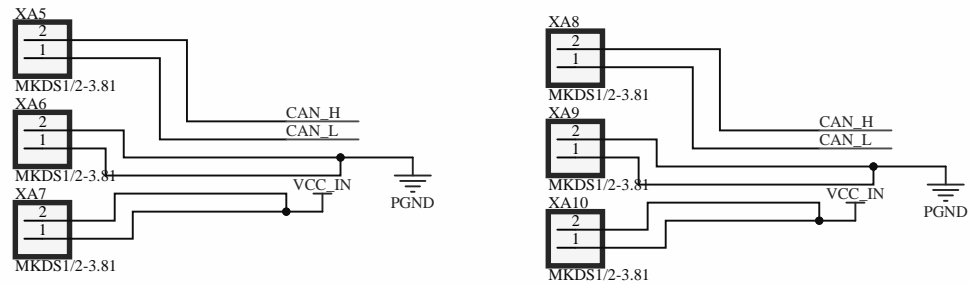 XA5
2
1
MKDS1/2-3.81
CAN_H
CAN_L
XA6
2
1
MKDS1/2-3.81
VCC_IN
PGND
XA7
2
1
MKDS1/2-3.81
XA8
2
1
MKDS1/2-3.81
CAN_H
CAN_L
XA9
2
1
MKDS1/2-3.81
VCC_IN
PGND
XA10
2
1
MKDS1/2-3.81